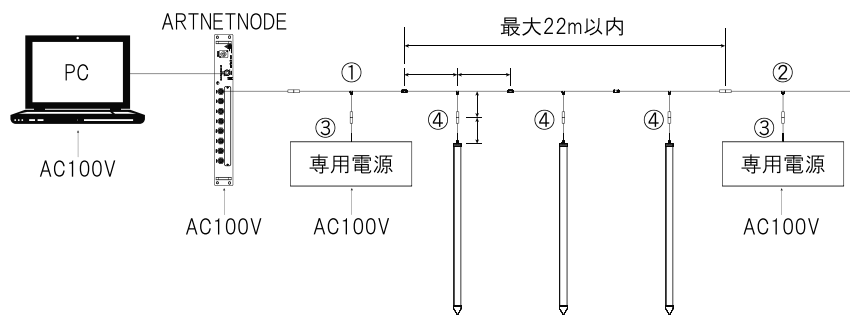 ARTNETNODE
最大22m以内
PC
①
②
③
④
④
④
③
専用電源
専用電源
AC100V
AC100V
AC100V
AC100V